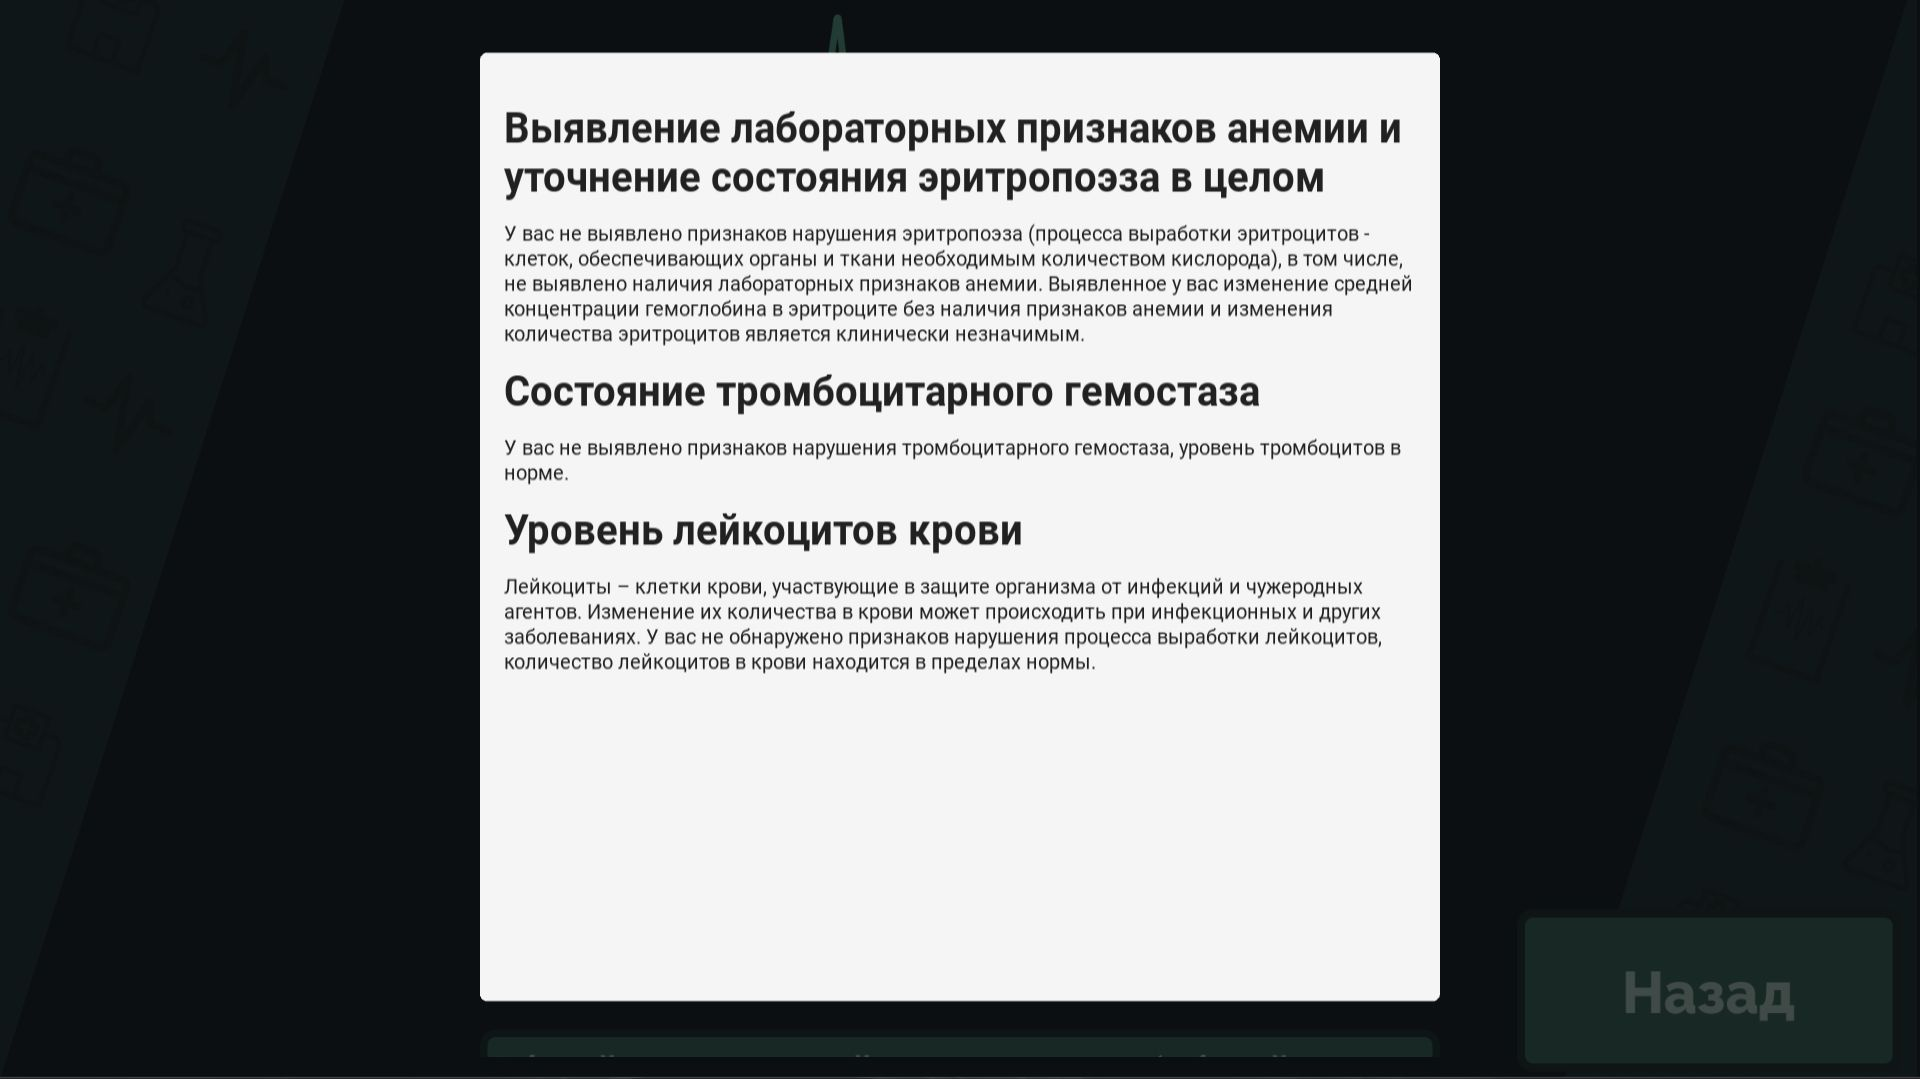 Выявление лабораторных признаков анемии и
уточнение состояния эритропоэза в целом
У вас не выявлено признаков нарушения эритропоэза (процесса выработки эритроцитов -
клеток, обеспечивающих органы и ткани необходимым количеством кислорода), в том числе,
не выявлено наличия лабораторных признаков анемии. Выявленное у вас изменение средней
концентрации гемоглобина в эритроците без наличия признаков анемии и изменения
количества эритроцитов является клинически незначимым.
Состояние тромбоцитарного гемостаза
У вас не выявлено признаков нарушения тромбоцитарного гемостаза, уровень тромбоцитов в
норме.
Уровень лейкоцитов крови
Лейкоциты – клетки крови, участвующие в защите организма от инфекций и чужеродных
агентов. Изменение их количества в крови может происходить при инфекционных и других
заболеваниях. У вас не обнаружено признаков нарушения процесса выработки лейкоцитов,
количество лейкоцитов в крови находится в пределах нормы.
Назад